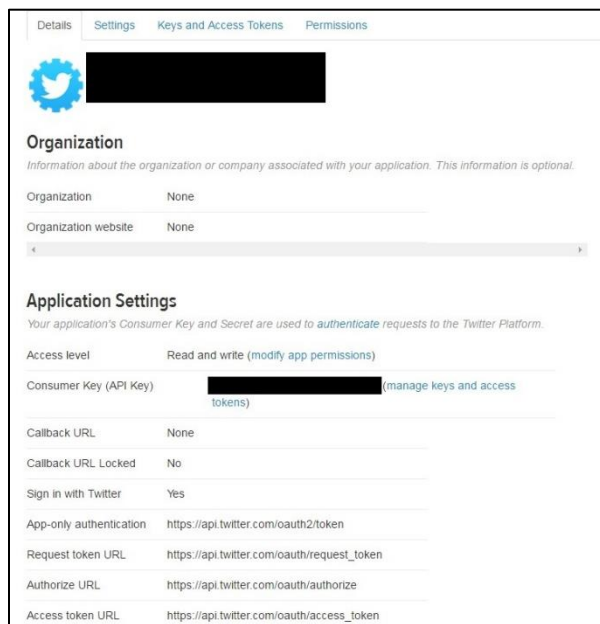 Details Settings Keys and Access Tokens Permissions
Organization
Information about the organization or company associated with your application. This information is optional.
Organization None
Organization website None
Application Settings
Your application's Consumer Key and Secret are used to authenticate requests to the Twitter Platform.
Access level Read and write (modify app permissions)
Consumer Key (API Key) (manage keys and access
tokens)
Callback URL None
Callback URL Locked No
Sign in with Twitter Yes
App-only authentication https://api.twitter.com/oauth2/token
Request token URL https://api.twitter.com/oauth/request_token
Authorize URL https://api.twitter.com/oauth/authorize
Access token URL https://api.twitter.com/oauth/access_token